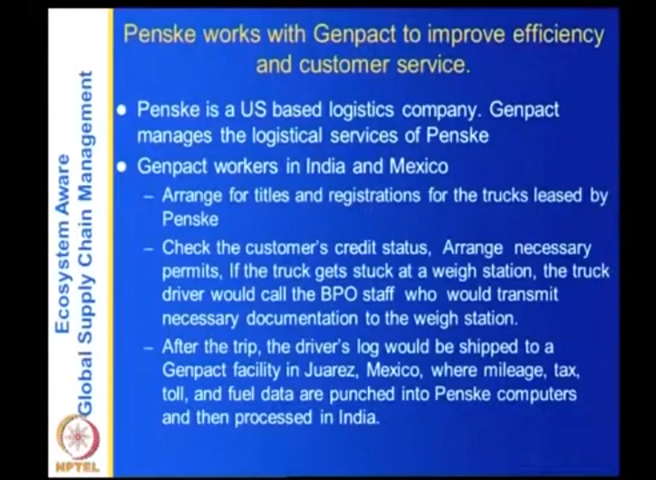 Penske works with Genpact to improve efficiency
and customer service.
Penske is a US based logistics company. Genpact
manages the logistical services of Penske
Genpact workers in India and Mexico
– Arrange for titles and registrations for the trucks leased by
Penske
– Check the customer's credit status, Arrange necessary
permits, If the truck gets stuck at a weigh station, the truck
driver would call the BPO staff who would transmit
necessary documentation to the weigh station.
– After the trip, the driver's log would be shipped to a
Genpact facility in Juarez, Mexico, where mileage, tax,
toll, and fuel data are punched into Penske computers
and then processed in India.
Ecosystem Aware
Global Supply Chain Management
NPTEL